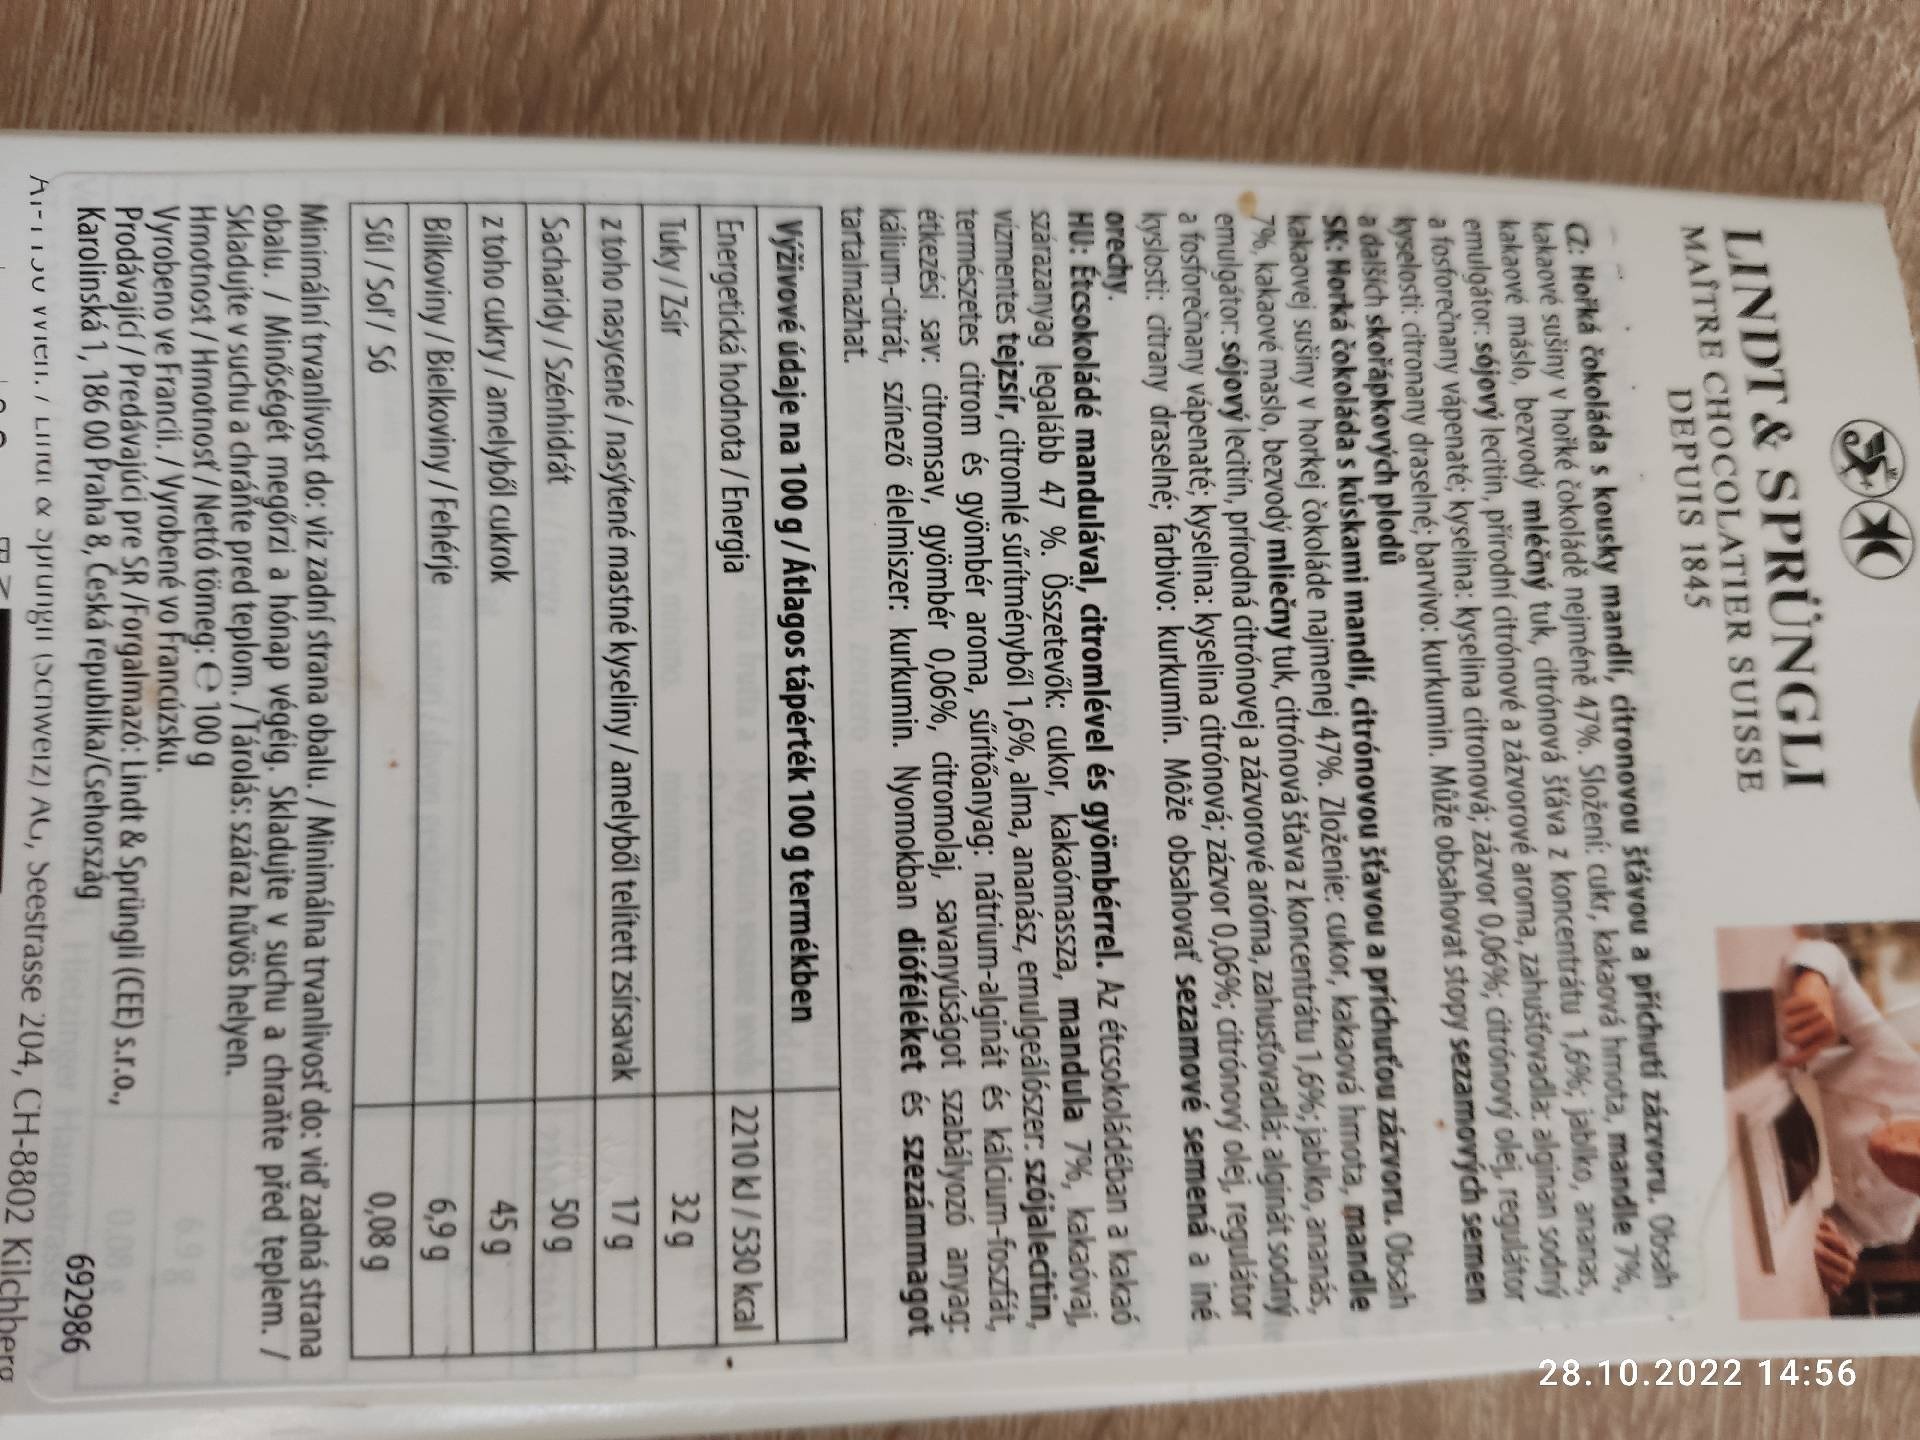 LINDT & SPRÜNGLI
MAÎTRE CHOCOLATIER SUISSE
DEPUIS 1845
CZ: Hořká čokoláda s kousky mandlí, citronovou šťávou a příchutí zázvoru. Obsah
kakaové sušiny v hořké čokoládě nejméně 47%. Složení: cukr, kakaová hmota, mandle 7%,
kakaové máslo, bezvodý mléčný tuk, citrónová šťáva z koncentrátu 1,6%; jablko, ananas,
emulgátor: sójový lecitin, přírodní citrónové a zázvorové aroma, zahušťovadla: alginan sodný
a fosforečnany vápenaté; kyselina: kyselina citronová; zázvor 0,06%; citrónový olej, regulátor
kyselosti: citronany draselné; barvivo: kurkumin. Může obsahovat stopy sezamových semen
a dalších skořápkových plodů
SK: Horká čokoláda s kúskami mandlí, citrónovou šťavou a príchuťou zázvoru. Obsah
kakaovej sušiny v horkej čokoláde najmenej 47%. Zloženie: cukor, kakaová hmota, mandle
7%, kakaové maslo, bezvodý mliečny tuk, citrónová šťava z koncentrátu 1,6%; jablko, ananás,
emulgátor: sójový lecitín, prírodná citrónovej a zázvorové aróma, zahusťovadlá: alginát sodný
a fosforečnany vápenaté; kyselina: kyselina citrónová; zázvor 0,06%; citrónový olej, regulátor
kyslosti: citrany draselné; farbivo: kurkumín. Môže obsahovať sezamové semená a iné
orechy.
HU: Étcsokoládé mandulával, citromlével és gyömbérrel. Az étcsokoládéban a kakaó
szárazanyag legalább 47 %. Összetevők: cukor, kakaómassza, mandula 7%, kakaóvaj,
vízmentes tejzsír, citromlé sűrítményből 1,6%, alma, ananász, emulgeálószer: szójalecitin,
természetes citrom és gyömbér aroma, sűrítőanyag: nátrium-alginát és kálcium-foszfát,
étkezési sav: citromsav, gyömbér 0,06%, citromolaj, savanyúságot szabályozó anyag:
kálium-citrát, színező élelmiszer: kurkumin. Nyomokban dióféléket és szezámmagot
tartalmazhat.
Výživové údaje na 100 g / Átlagos tápérték 100 g termékben
Energetická hodnota / Energia 2210 kJ / 530 kcal
Tuky / Zsír 32 g
z toho nasycené / nasýtené mastné kyseliny / amelyből telített zsírsavak 17 g
Sacharidy / Szénhidrát 50 g
z toho cukry / amelyből cukrok 45 g
Bílkoviny / Bielkoviny / Fehérje 6,9 g
Sůl / Soľ / Só 0,08 g
Minimální trvanlivost do: viz zadní strana obalu. / Minimálna trvanlivosť do: viď zadná strana
obalu. / Minőségét megőrzi a hónap végéig. Skladujte v suchu a chraňte před teplem. /
Skladujte v suchu a chráňte pred teplom. / Tárolás: száraz hűvös helyen.
Hmotnost / Hmotnosť / Nettó tömeg: ℮ 100 g
Vyrobeno ve Francii. / Vyrobené vo Francúzsku.
Prodávající / Predávajúci pre SR /Forgalmazó: Lindt & Sprüngli (CEE) s.r.o.,
Karolinská 1, 186 00 Praha 8, Česká republika/Csehország 692986
Wien. / Lindt & Sprüngli (Schweiz) AG, Seestrasse 204, CH-8802 Kilchberg
28.10.2022 14:56